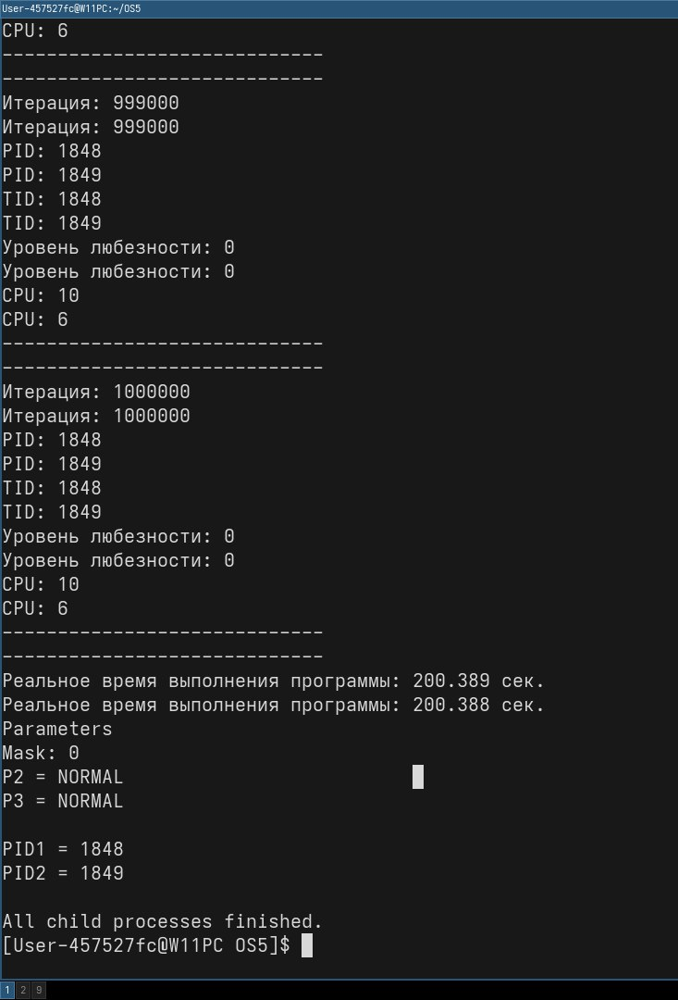 User-457527fc@W11PC:~/OS5
CPU: 6
-----------------------------
-----------------------------
Итерация: 999000
Итерация: 999000
PID: 1848
PID: 1849
TID: 1848
TID: 1849
Уровень любезности: 0
Уровень любезности: 0
CPU: 10
CPU: 6
-----------------------------
-----------------------------
Итерация: 1000000
Итерация: 1000000
PID: 1848
PID: 1849
TID: 1848
TID: 1849
Уровень любезности: 0
Уровень любезности: 0
CPU: 10
CPU: 6
-----------------------------
-----------------------------
Реальное время выполнения программы: 200.389 сек.
Реальное время выполнения программы: 200.388 сек.
Parameters
Mask: 0
P2 = NORMAL
P3 = NORMAL
PID1 = 1848
PID2 = 1849
All child processes finished.
[User-457527fc@W11PC OS5]$
1 2 9